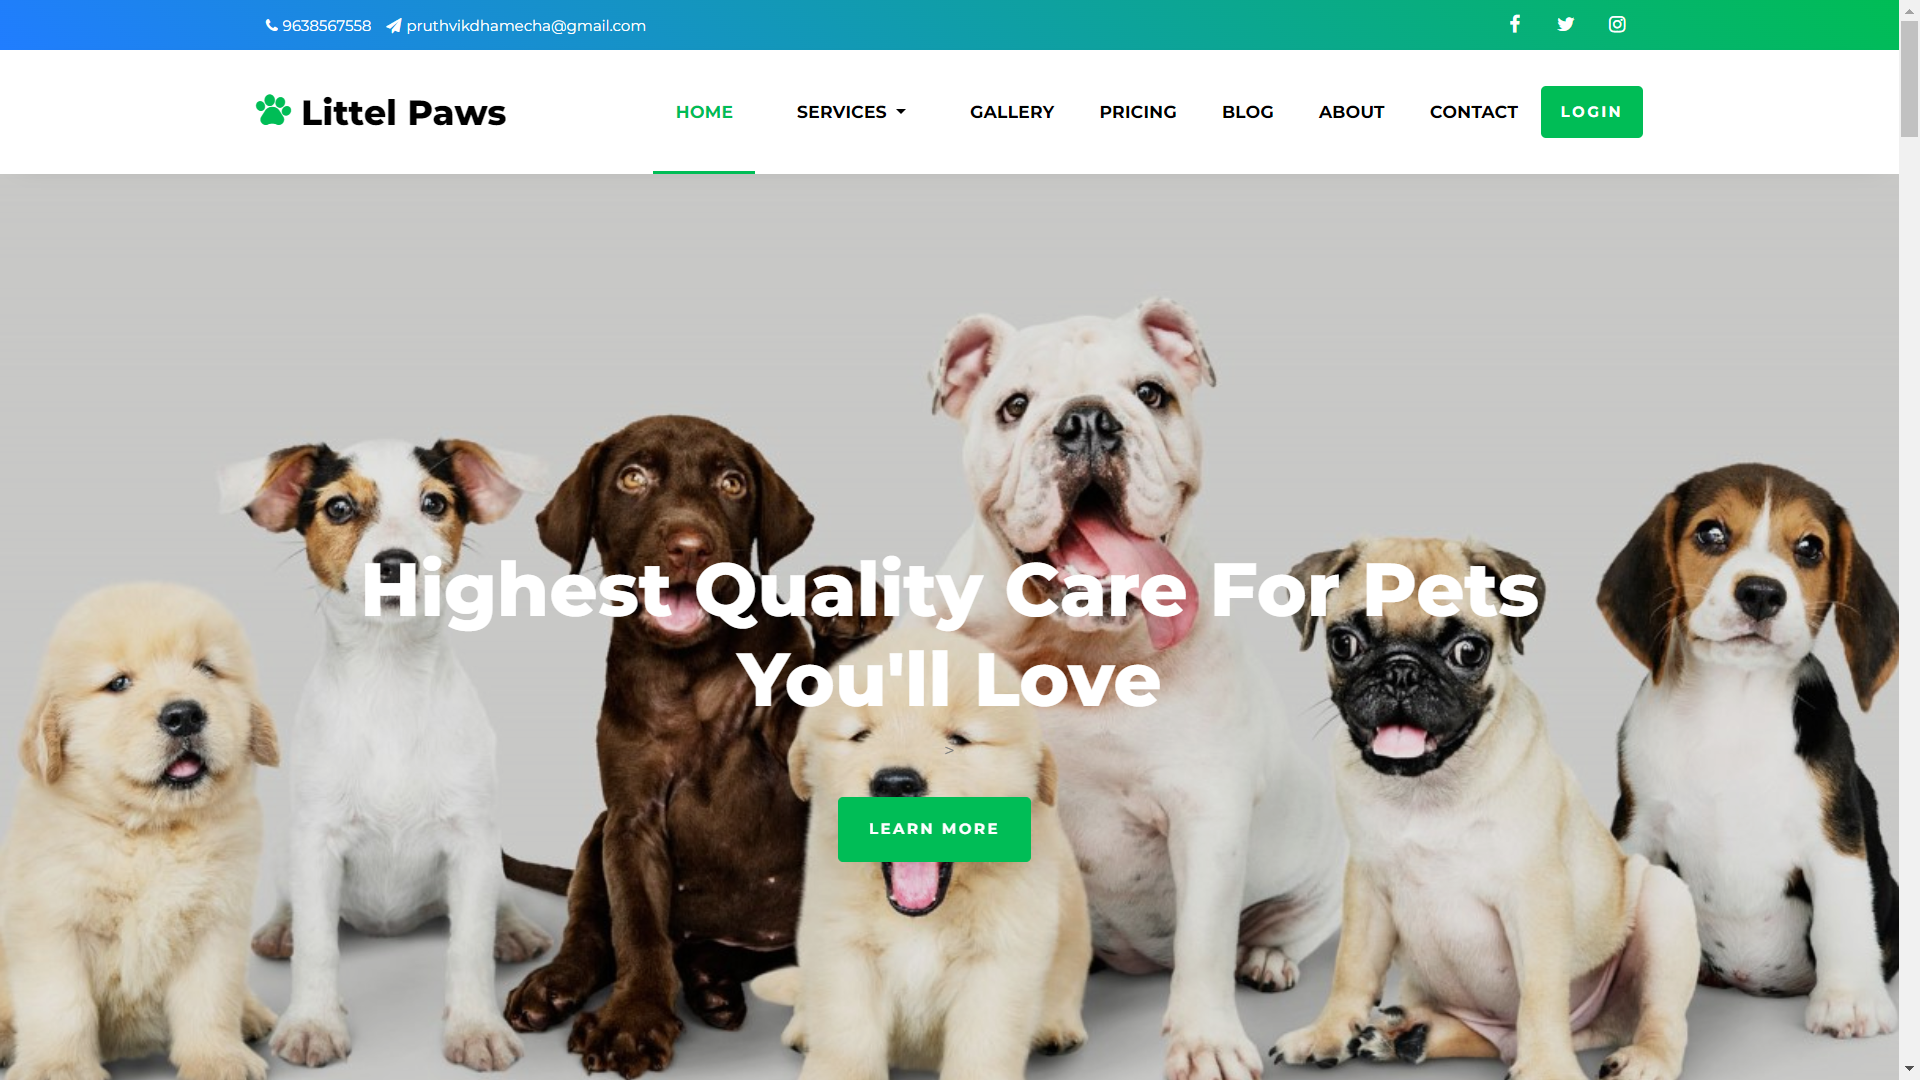 9638567558 pruthvikdhamecha@gmail.com
Littel Paws
HOME SERVICES GALLERY PRICING BLOG ABOUT CONTACT LOGIN
Highest Quality Care For Pets
You'll Love
>
LEARN MORE